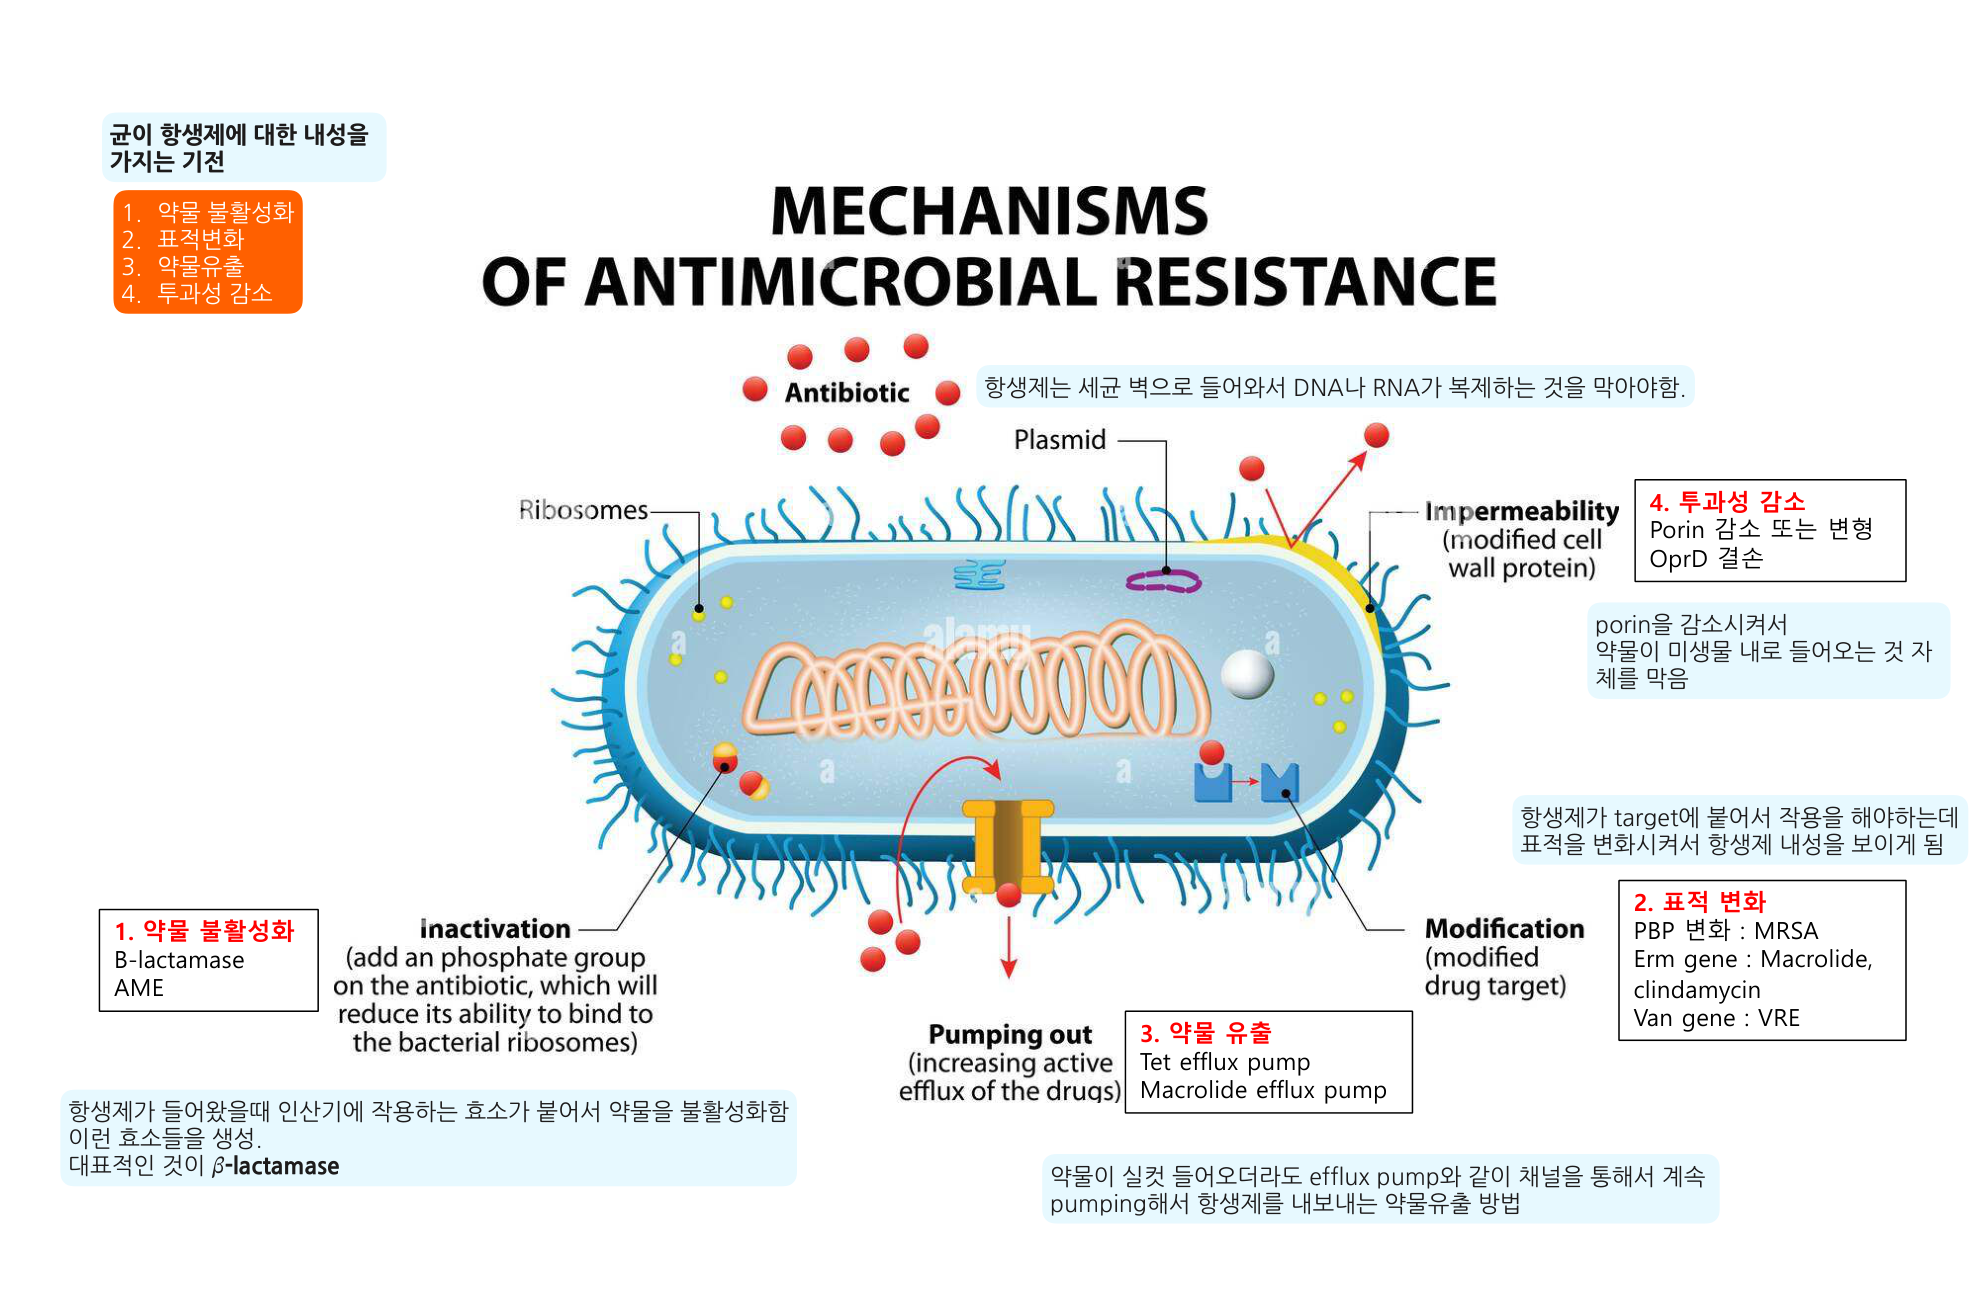 균이 항생제에 대한 내성을
가지는 기전
1. 약물 불활성화
2. 표적변화
3. 약물유출
4. 투과성 감소
MECHANISMS
OF ANTIMICROBIAL RESISTANCE
Antibiotic
항생제는 세균 벽으로 들어와서 DNA나 RNA가 복제하는 것을 막아야함.
Plasmid
Ribosomes
Impermeability
(modified cell
wall protein)
4. 투과성 감소
Porin 감소 또는 변형
OprD 결손
porin을 감소시켜서
약물이 미생물 내로 들어오는 것 자
체를 막음
alamy
a
a
a
a
항생제가 target에 붙어서 작용을 해야하는데
표적을 변화시켜서 항생제 내성을 보이게 됨
2. 표적 변화
PBP 변화 : MRSA
Erm gene : Macrolide,
clindamycin
Van gene : VRE
Modification
(modified
drug target)
1. 약물 불활성화
B-lactamase
AME
Inactivation
(add an phosphate group
on the antibiotic, which will
reduce its ability to bind to
the bacterial ribosomes)
Pumping out
(increasing active
efflux of the drugs)
3. 약물 유출
Tet efflux pump
Macrolide efflux pump
항생제가 들어왔을때 인산기에 작용하는 효소가 붙어서 약물을 불활성화함
이런 효소들을 생성.
대표적인 것이 β-lactamase
약물이 실컷 들어오더라도 efflux pump와 같이 채널을 통해서 계속
pumping해서 항생제를 내보내는 약물유출 방법